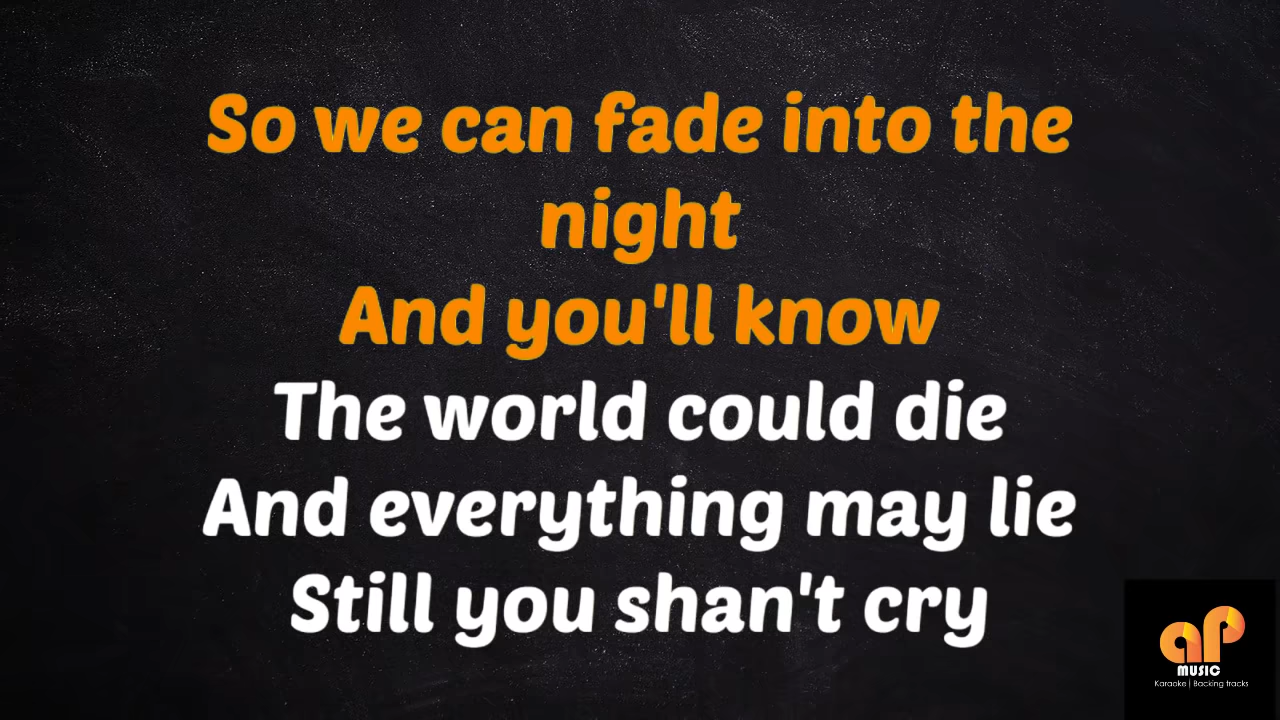 So we can fade into the
night
And you'll know
The world could die
And everything may lie
Still you shan't cry
ap
MUSIC
Karaoke | Backing tracks